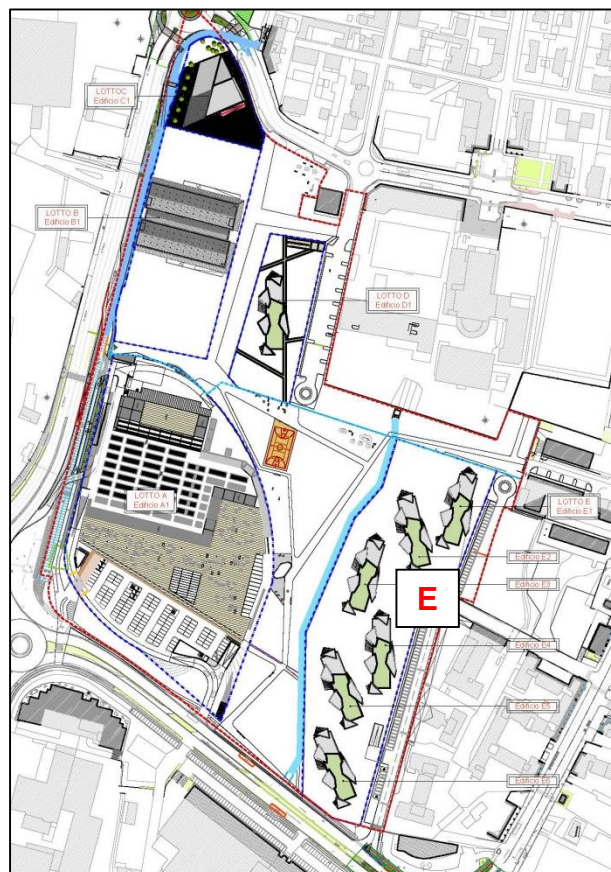 LOTTOC
Edificio C1
LOTTO B
Edificio B1
LOTTO D
Edificio D1
LOTTO A
Edificio A1
LOTTO E
Edificio E1
Edificio E2
Edificio E3
E
Edificio E4
Edificio E5
Edificio E6